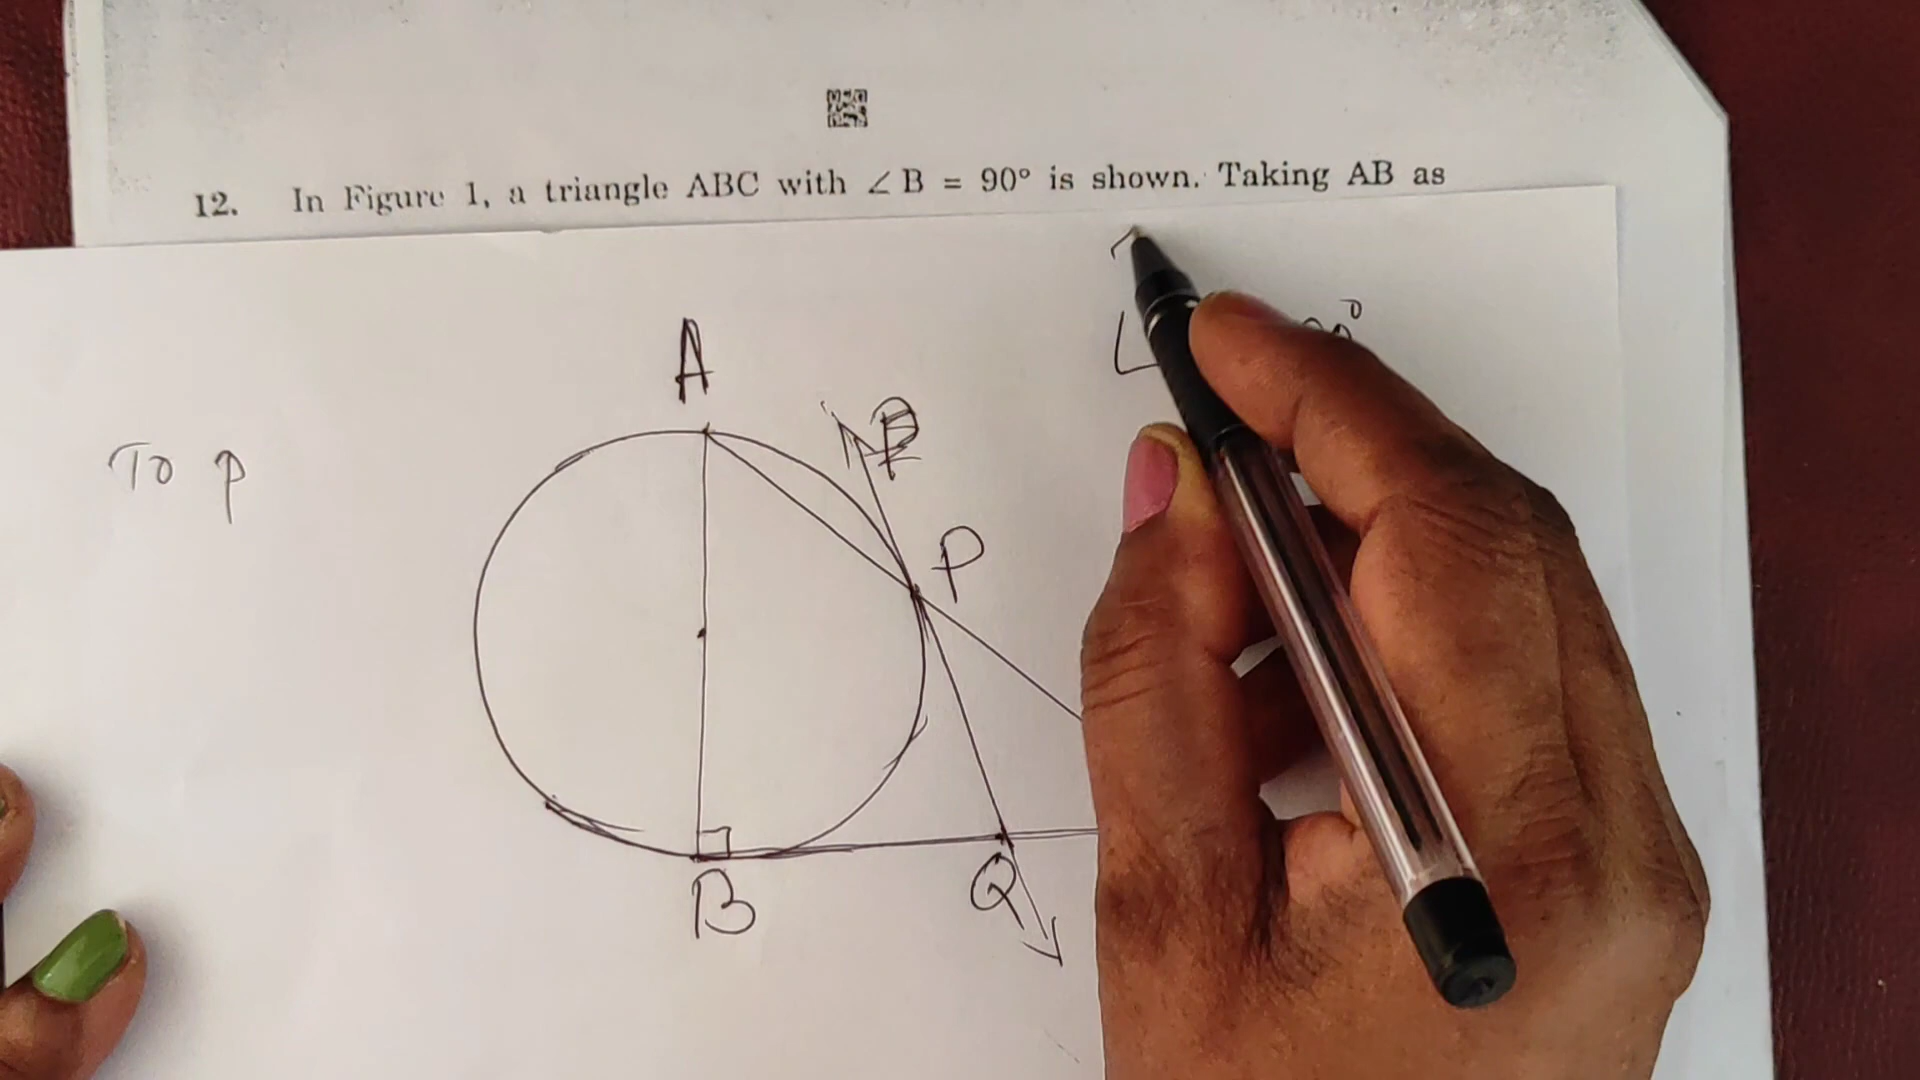 12. In Figure 1, a triangle ABC with ∠B = 90° is shown. Taking AB as
A
To p
P
B
Q